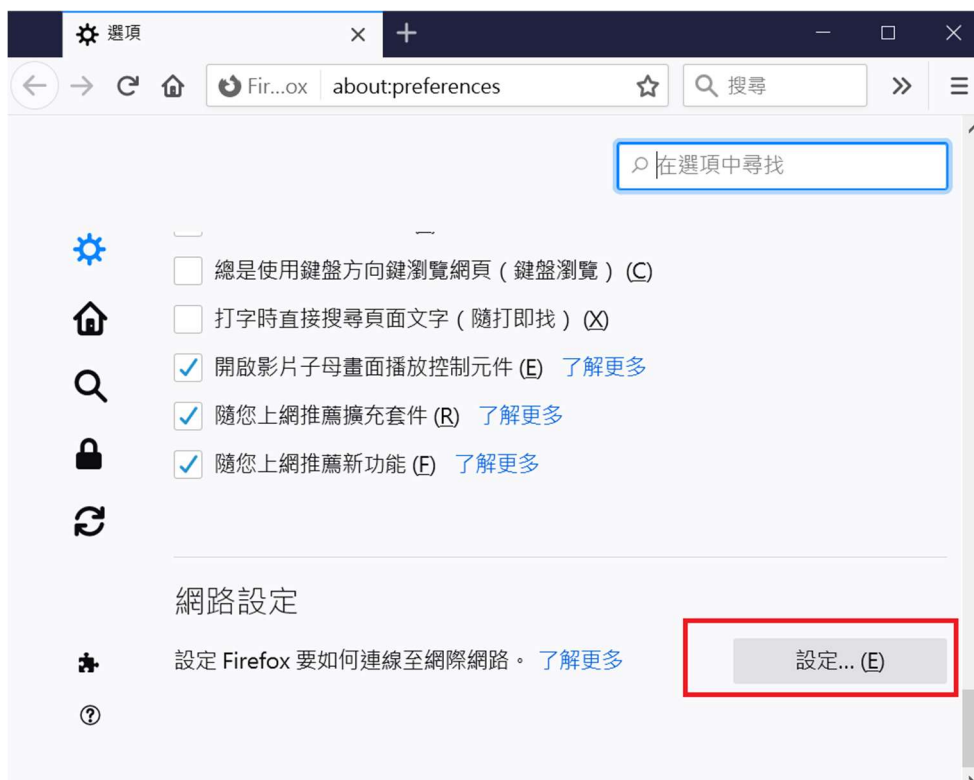 選項
Fir...ox about:preferences
搜尋
在選項中尋找
總是使用鍵盤方向鍵瀏覽網頁 ( 鍵盤瀏覽 ) (C)
打字時直接搜尋頁面文字 ( 隨打即找 ) (X)
開啟影片子母畫面播放控制元件 (E) 了解更多
隨您上網推薦擴充套件 (R) 了解更多
隨您上網推薦新功能 (F) 了解更多
網路設定
設定 Firefox 要如何連線至網際網路。 了解更多
設定... (E)